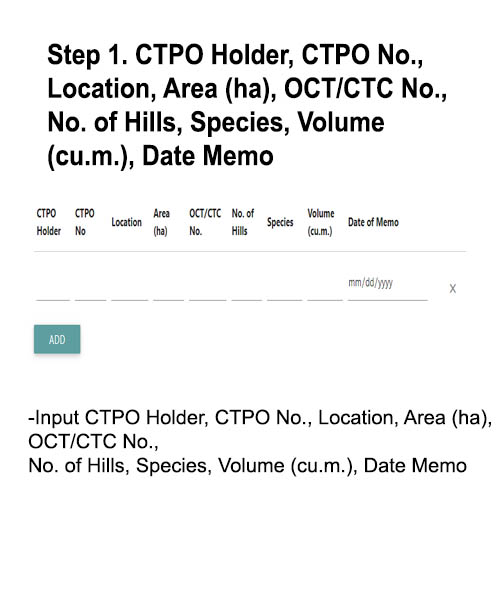 Step 1. CTPO Holder, CTPO No.,
Location, Area (ha), OCT/CTC No.,
No. of Hills, Species, Volume
(cu.m.), Date Memo
CTPO Holder
CTPO No
Location
Area (ha)
OCT/CTC No.
No. of Hills
Species
Volume (cu.m.)
Date of Memo
mm/dd/yyyy
X
ADD
-Input CTPO Holder, CTPO No., Location, Area (ha),
OCT/CTC No.,
No. of Hills, Species, Volume (cu.m.), Date Memo